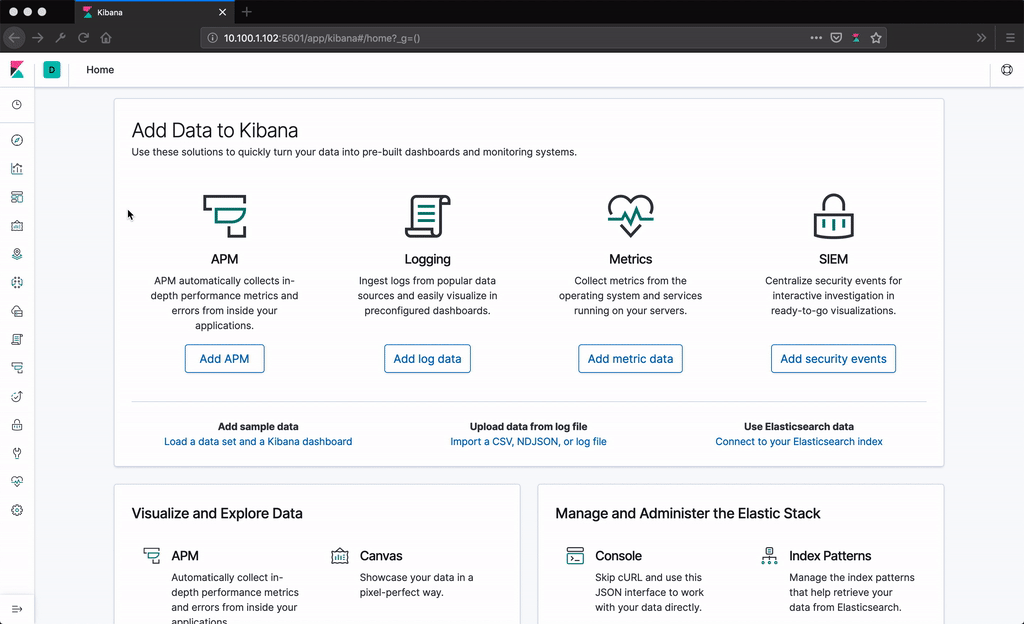 Kibana
10.100.1.102:5601/app/kibana#/home?_g=()
D
Home
Add Data to Kibana
Use these solutions to quickly turn your data into pre-built dashboards and monitoring systems.
APM
APM automatically collects in-
depth performance metrics and
errors from inside your
applications.
Add APM
Logging
Ingest logs from popular data
sources and easily visualize in
preconfigured dashboards.
Add log data
Metrics
Collect metrics from the
operating system and services
running on your servers.
Add metric data
SIEM
Centralize security events for
interactive investigation in
ready-to-go visualizations.
Add security events
Add sample data
Load a data set and a Kibana dashboard
Upload data from log file
Import a CSV, NDJSON, or log file
Use Elasticsearch data
Connect to your Elasticsearch index
Visualize and Explore Data
APM
Automatically collect in-
depth performance metrics
and errors from inside your
applications.
Canvas
Showcase your data in a
pixel-perfect way.
Manage and Administer the Elastic Stack
Console
Skip cURL and use this
JSON interface to work
with your data directly.
Index Patterns
Manage the index patterns
that help retrieve your
data from Elasticsearch.